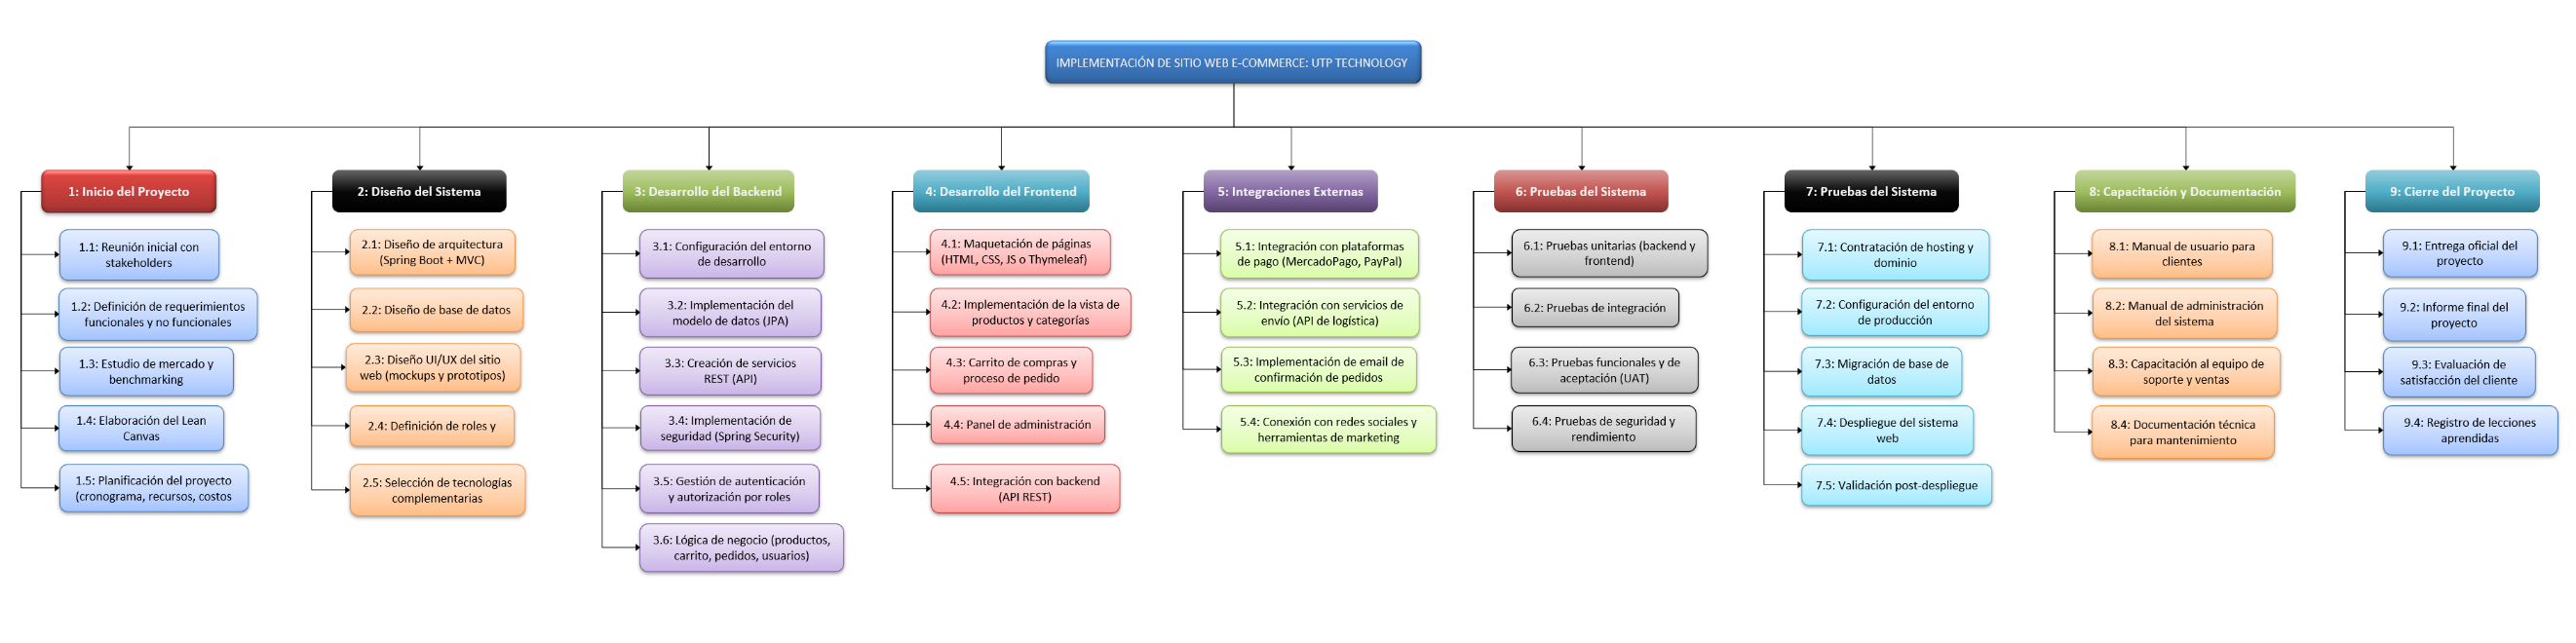 IMPLEMENTACIÓN DE SITIO WEB E-COMMERCE: UTP TECHNOLOGY
1: Inicio del Proyecto
1.1: Reunión inicial con
stakeholders
1.2: Definición de requerimientos
funcionales y no funcionales
1.3: Estudio de mercado y
benchmarking
1.4: Elaboración del Lean
Canvas
1.5: Planificación del proyecto
(cronograma, recursos, costos
2: Diseño del Sistema
2.1: Diseño de arquitectura
(Spring Boot + MVC)
2.2: Diseño de base de datos
2.3: Diseño UI/UX del sitio
web (mockups y prototipos)
2.4: Definición de roles y
2.5: Selección de tecnologías
complementarias
3: Desarrollo del Backend
3.1: Configuración del entorno
de desarrollo
3.2: Implementación del
modelo de datos (JPA)
3.3: Creación de servicios
REST (API)
3.4: Implementación de
seguridad (Spring Security)
3.5: Gestión de autenticación
y autorización por roles
3.6: Lógica de negocio (productos,
carrito, pedidos, usuarios)
4: Desarrollo del Frontend
4.1: Maquetación de páginas
(HTML, CSS, JS o Thymeleaf)
4.2: Implementación de la vista de
productos y categorías
4.3: Carrito de compras y
proceso de pedido
4.4: Panel de administración
4.5: Integración con backend
(API REST)
5: Integraciones Externas
5.1: Integración con plataformas
de pago (MercadoPago, PayPal)
5.2: Integración con servicios de
envío (API de logística)
5.3: Implementación de email de
confirmación de pedidos
5.4: Conexión con redes sociales y
herramientas de marketing
6: Pruebas del Sistema
6.1: Pruebas unitarias (backend y
frontend)
6.2: Pruebas de integración
6.3: Pruebas funcionales y de
aceptación (UAT)
6.4: Pruebas de seguridad y
rendimiento
7: Pruebas del Sistema
7.1: Contratación de hosting y
dominio
7.2: Configuración del entorno
de producción
7.3: Migración de base de
datos
7.4: Despliegue del sistema
web
7.5: Validación post-despliegue
8: Capacitación y Documentación
8.1: Manual de usuario para
clientes
8.2: Manual de administración
del sistema
8.3: Capacitación al equipo de
soporte y ventas
8.4: Documentación técnica
para mantenimiento
9: Cierre del Proyecto
9.1: Entrega oficial del
proyecto
9.2: Informe final del
proyecto
9.3: Evaluación de
satisfacción del cliente
9.4: Registro de lecciones
aprendidas